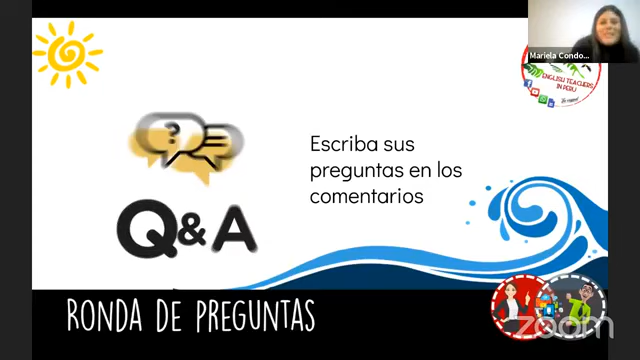 Mariela Condo...
ENGLISH TEACHERS
IN PERU
?
Q&A
Escriba sus
preguntas en los
comentarios
RONDA DE PREGUNTAS
zoom